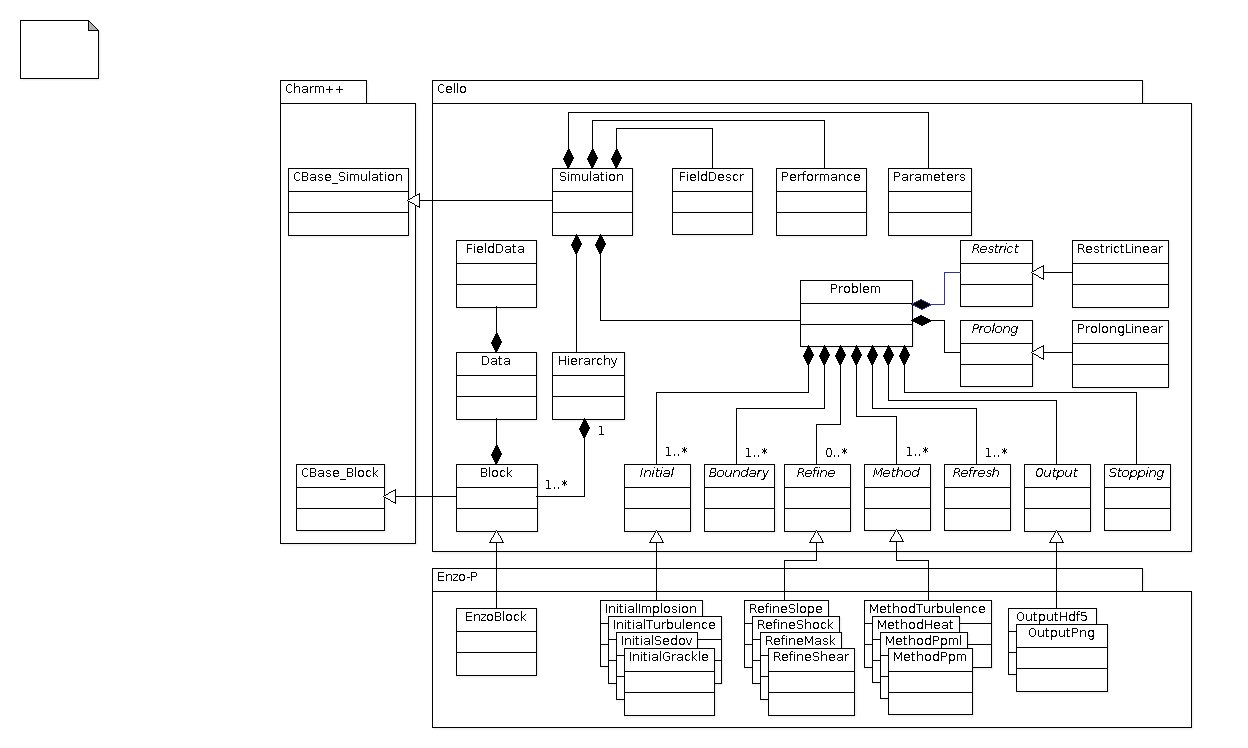 Charm++
Cello
CBase_Simulation
Simulation
FieldDescr
Performance
Parameters
FieldData
Restrict
RestrictLinear
Problem
Prolong
ProlongLinear
Data
Hierarchy
1
1..*
1..*
1..*
0..*
1..*
1..*
CBase_Block
Block
Initial
Boundary
Refine
Method
Refresh
Output
Stopping
Enzo-P
EnzoBlock
InitialImplosion
InitialTurbulence
InitialSedov
InitialGrackle
RefineSlope
RefineShock
RefineMask
RefineShear
MethodTurbulence
MethodHeat
MethodPpml
MethodPpm
OutputHdf5
OutputPng